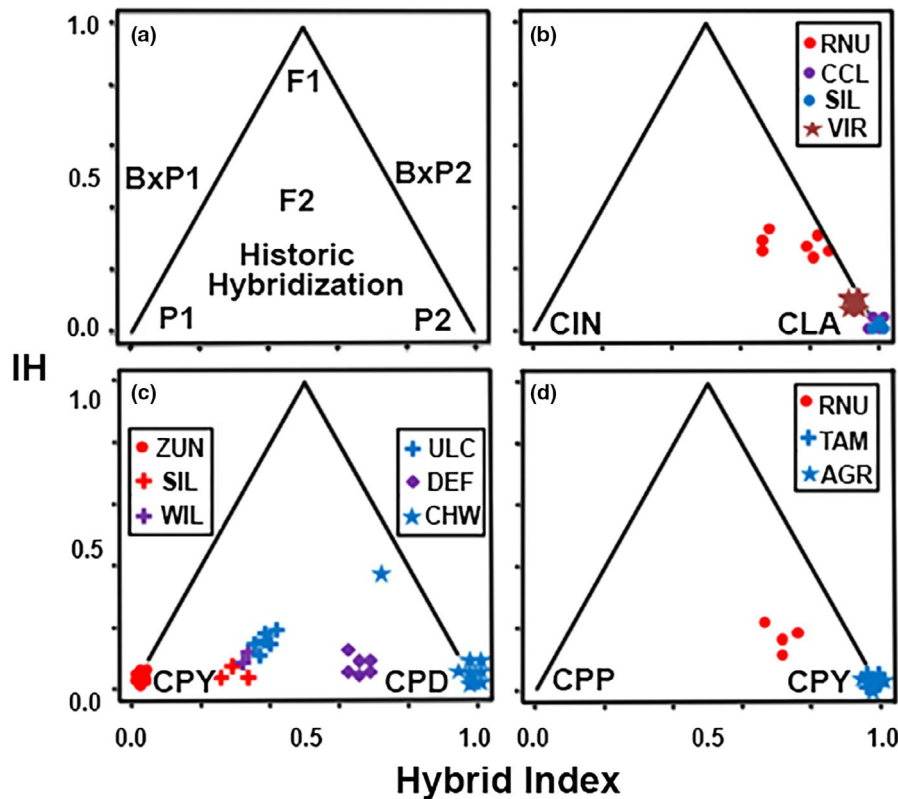 IH
1.0
0.5
0.0
(a)
F1
BxP1
BxP2
F2
Historic
Hybridization
P1
P2
(b)
RNU
CCL
SIL
VIR
CIN
CLA
1.0
0.5
0.0
(c)
ZUN
SIL
WIL
ULC
DEF
CHW
CPY
CPD
(d)
RNU
TAM
AGR
CPP
CPY
0.0
0.5
1.0
0.0
0.5
1.0
Hybrid Index